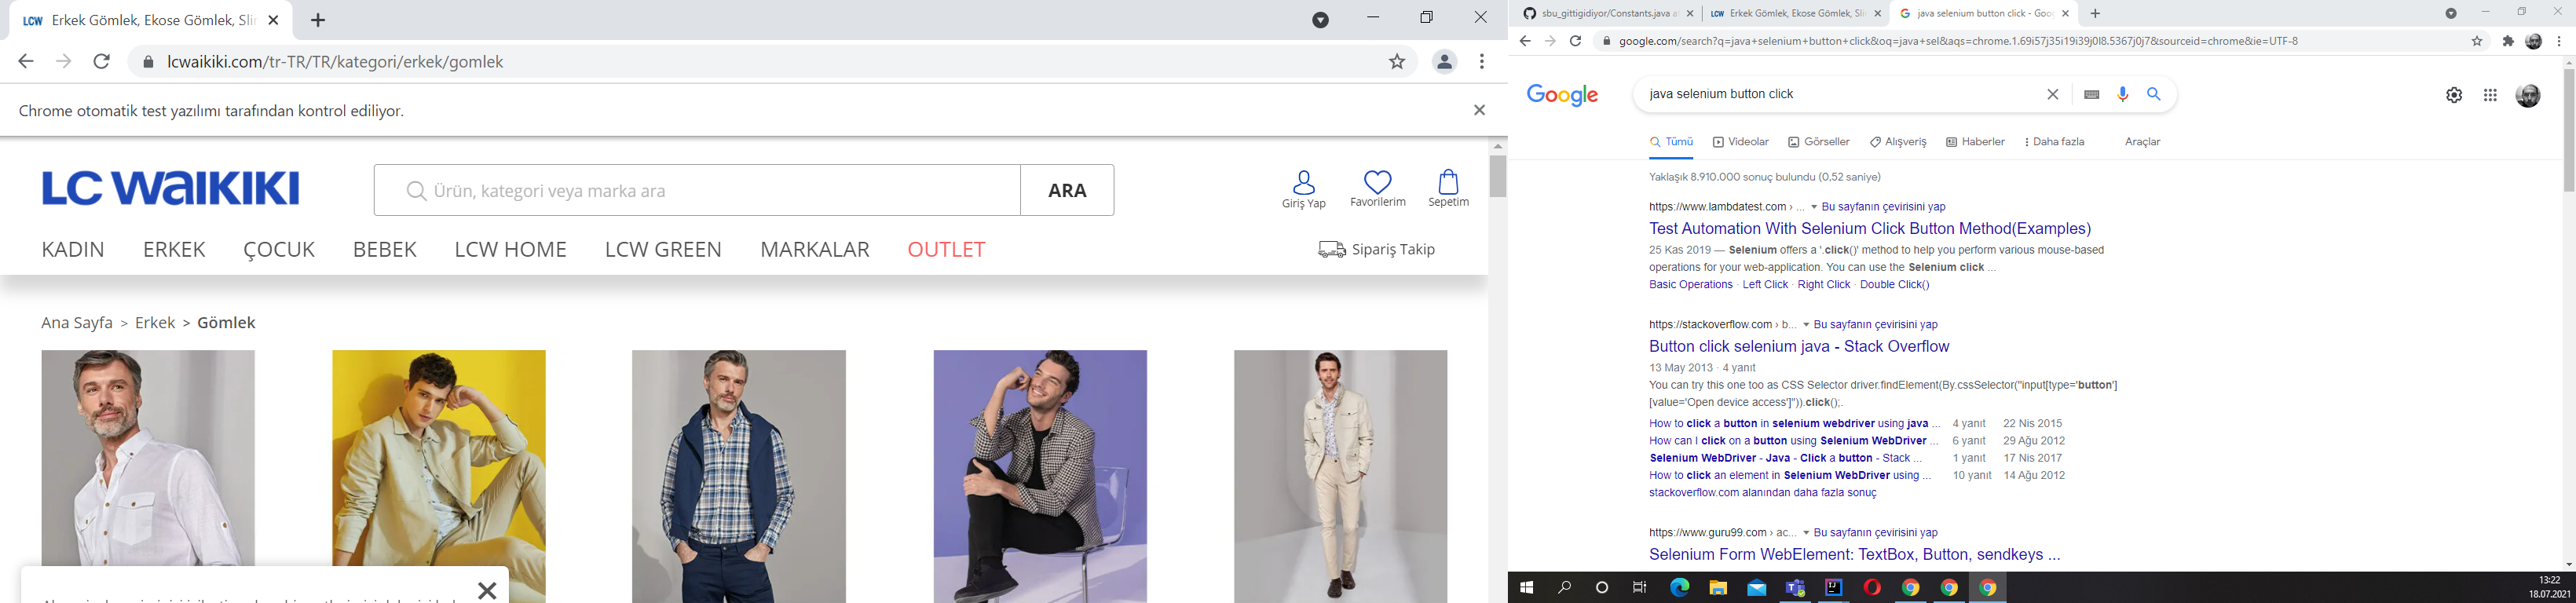 LCW Erkek Gömlek, Ekose Gömlek, Slim
lcwaikiki.com/tr-TR/TR/kategori/erkek/gomlek
Chrome otomatik test yazılımı tarafından kontrol ediliyor.
LC WAIKIKI
Ürün, kategori veya marka ara
ARA
Giriş Yap
Favorilerim
Sepetim
KADIN ERKEK ÇOCUK BEBEK LCW HOME LCW GREEN MARKALAR OUTLET
Sipariş Takip
Ana Sayfa > Erkek > Gömlek
sbu_gittigidiyor/Constants.java a
LCW Erkek Gömlek, Ekose Gömlek, Sli
java selenium button click - Goo
google.com/search?q=java+selenium+button+click&oq=java+sel&aqs=chrome.1.69i57j35i19i39j0l8.5367j0j7&sourceid=chrome&ie=UTF-8
Google
java selenium button click
Tümü Videolar Görseller Alışveriş Haberler Daha fazla Araçlar
Yaklaşık 8.910.000 sonuç bulundu (0,52 saniye)
https://www.lambdatest.com › ... Bu sayfanın çevirisini yap
Test Automation With Selenium Click Button Method(Examples)
25 Kas 2019 — Selenium offers a '.click()' method to help you perform various mouse-based
operations for your web-application. You can use the Selenium click ...
Basic Operations · Left Click · Right Click · Double Click()
https://stackoverflow.com › b... Bu sayfanın çevirisini yap
Button click selenium java - Stack Overflow
13 May 2013 · 4 yanıt
You can try this one too as CSS Selector driver.findElement(By.cssSelector("input[type='button']
[value='Open device access']")).click();.
How to click a button in selenium webdriver using java ... 4 yanıt 22 Nis 2015
How can I click on a button using Selenium WebDriver ... 6 yanıt 29 Ağu 2012
Selenium WebDriver - Java - Click a button - Stack ... 1 yanıt 17 Nis 2017
How to click an element in Selenium WebDriver using ... 10 yanıt 14 Ağu 2012
stackoverflow.com alanından daha fazla sonuç
https://www.guru99.com › ac... Bu sayfanın çevirisini yap
Selenium Form WebElement: TextBox, Button, sendkeys ...
13:22
18.07.2021